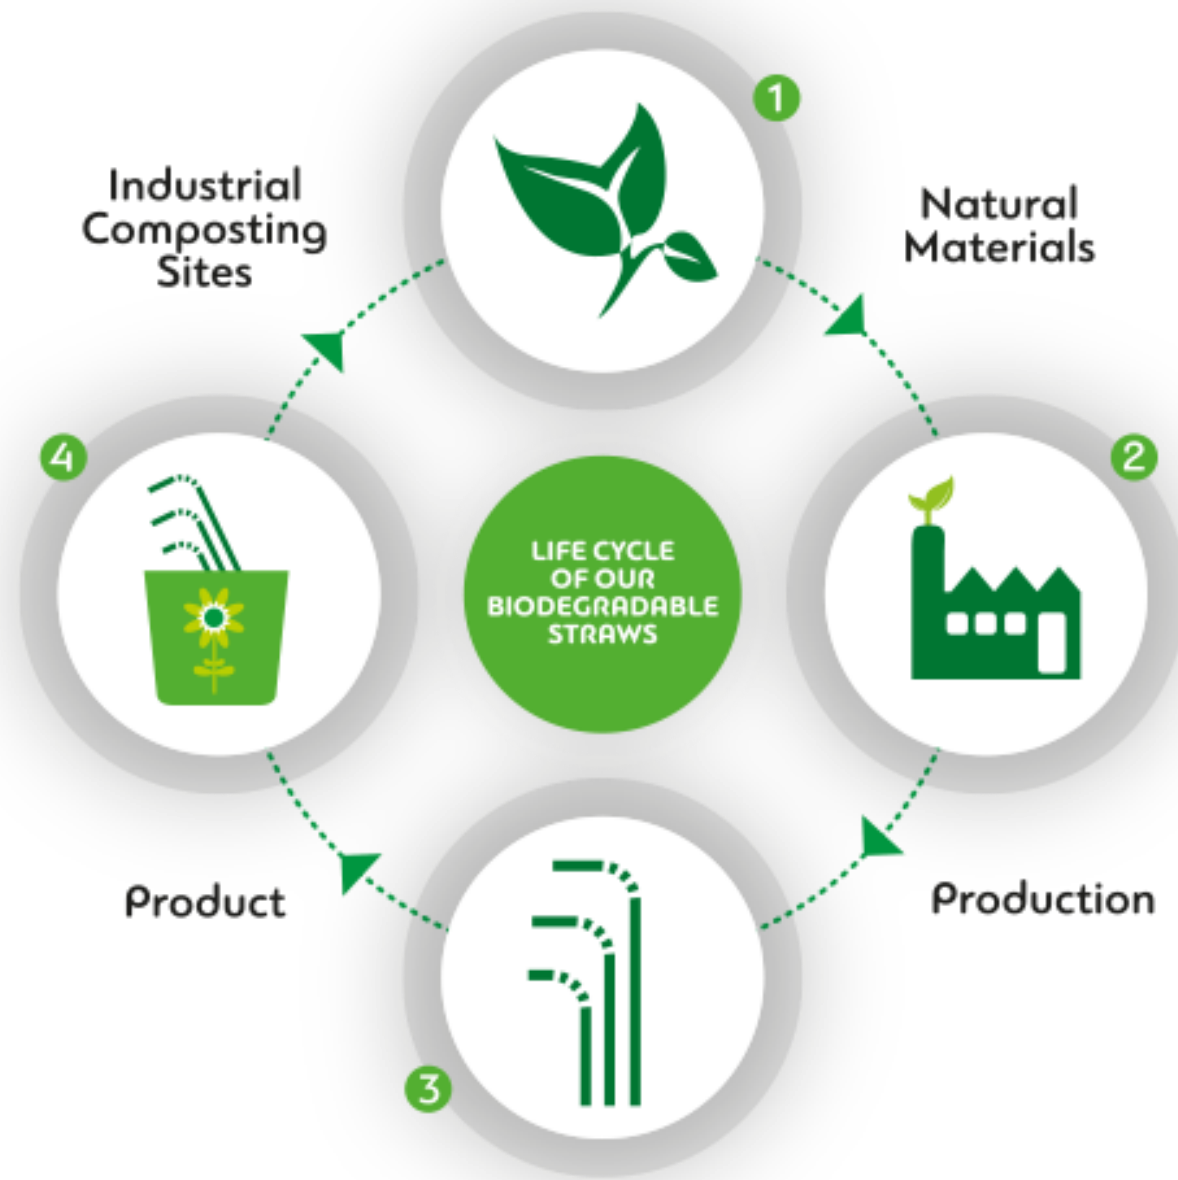 1
Industrial
Composting
Sites
Natural
Materials
4
2
LIFE CYCLE
OF OUR
BIODEGRADABLE
STRAWS
Product
Production
3